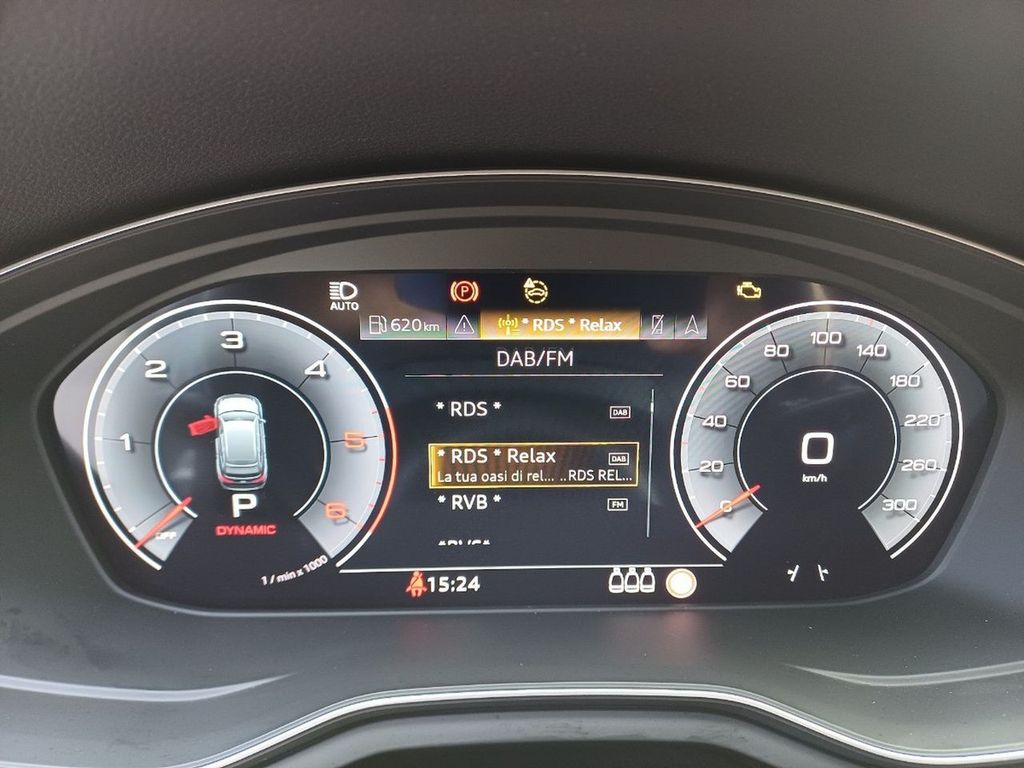 AUTO
(P)
620 km
* RDS * Relax
DAB/FM
* RDS *
DAB
* RDS * Relax
DAB
La tua oasi di rel... ..RDS REL...
* RVB *
FM
1
2
3
4
5
6
OFF
P
DYNAMIC
1 / min x 1000
0
20
40
60
80
100
140
180
220
260
300
0
km/h
15:24